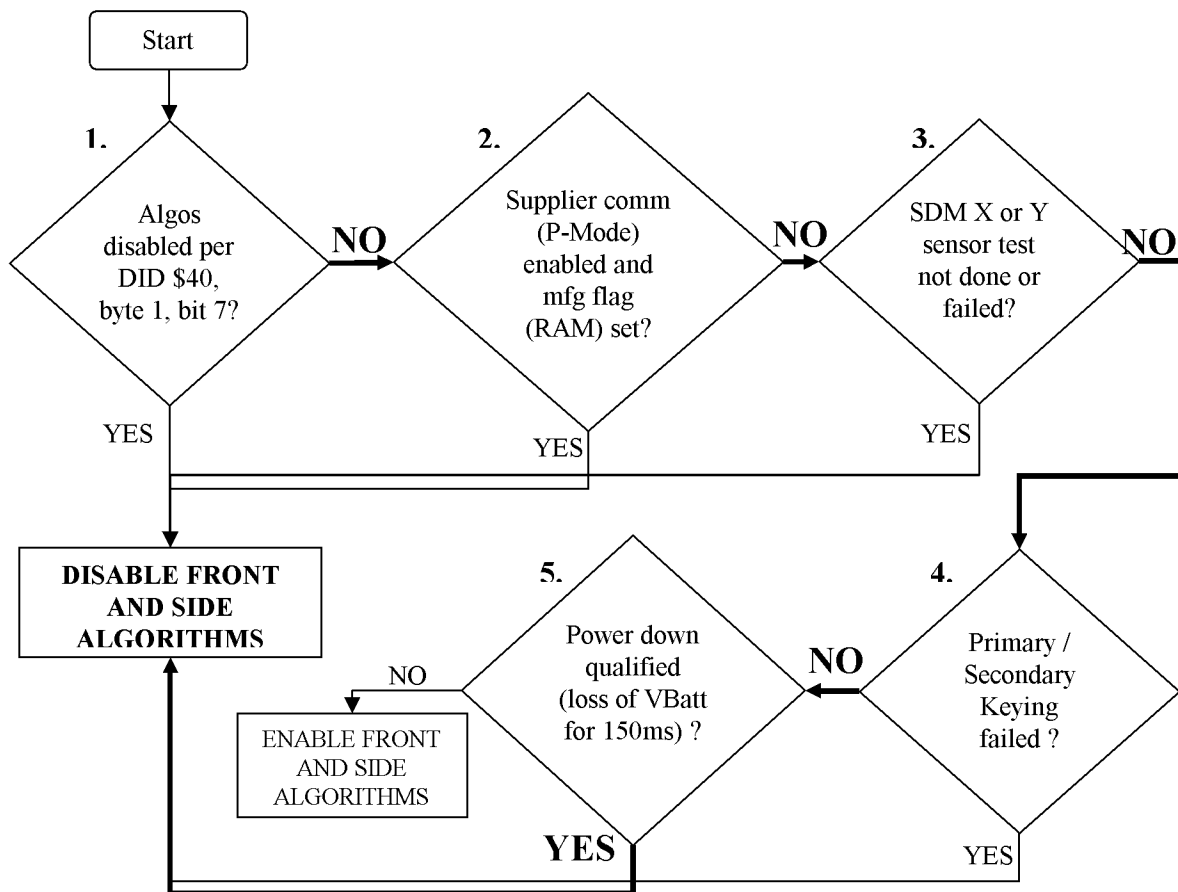 Start
1.
Algos
disabled per
DID $40,
byte 1, bit 7?
NO
YES
2.
Supplier comm
(P-Mode)
enabled and
mfg flag
(RAM) set?
NO
YES
3.
SDM X or Y
sensor test
not done or
failed?
NO
YES
DISABLE FRONT
AND SIDE
ALGORITHMS
4.
Primary /
Secondary
Keying
failed ?
NO
YES
5.
Power down
qualified
(loss of VBatt
for 150ms) ?
NO
YES
ENABLE FRONT
AND SIDE
ALGORITHMS